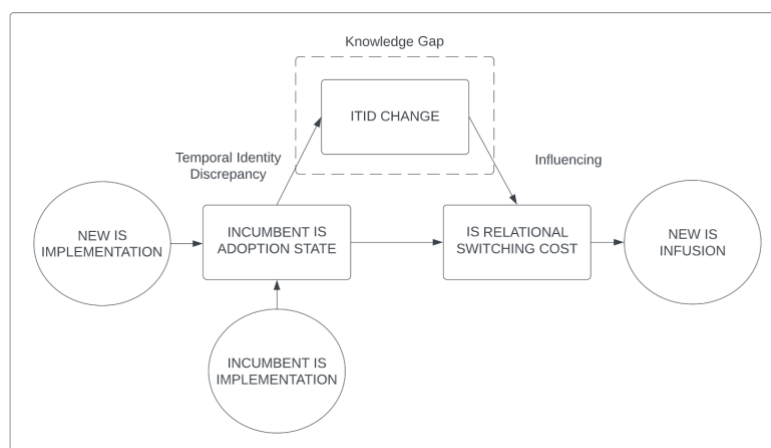 Knowledge Gap
ITID CHANGE
Temporal Identity
Discrepancy
Influencing
NEW IS
IMPLEMENTATION
INCUMBENT IS
ADOPTION STATE
IS RELATIONAL
SWITCHING COST
NEW IS
INFUSION
INCUMBENT IS
IMPLEMENTATION